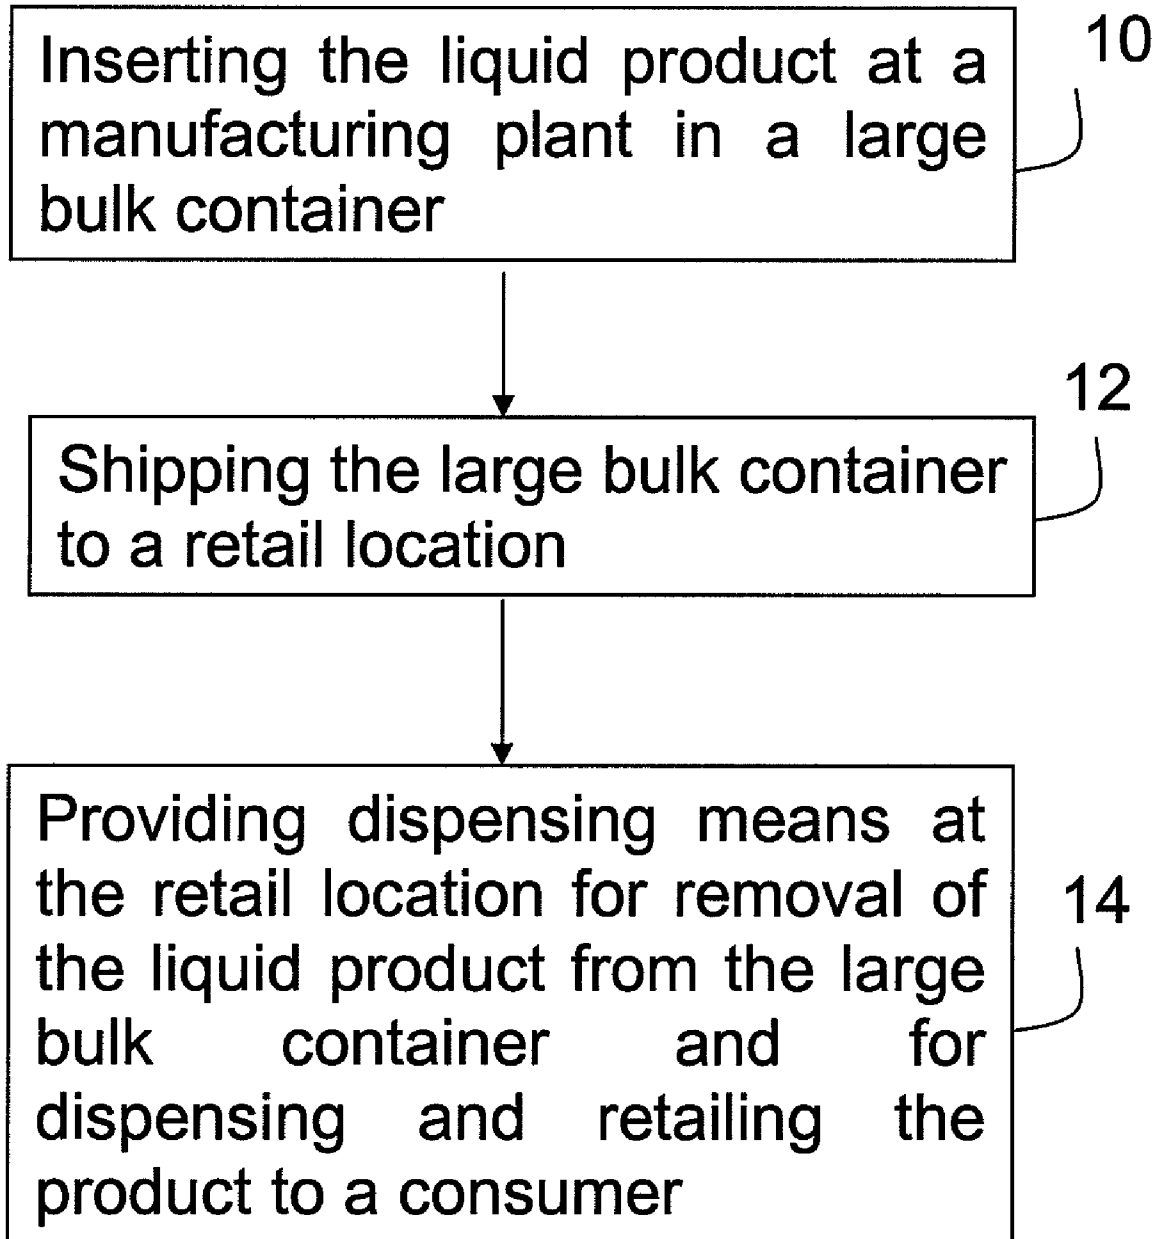 Inserting the liquid product at a
manufacturing plant in a large
bulk container
10
Shipping the large bulk container
to a retail location
12
Providing dispensing means at
the retail location for removal of
the liquid product from the large
bulk container and for
dispensing and retailing the
product to a consumer
14